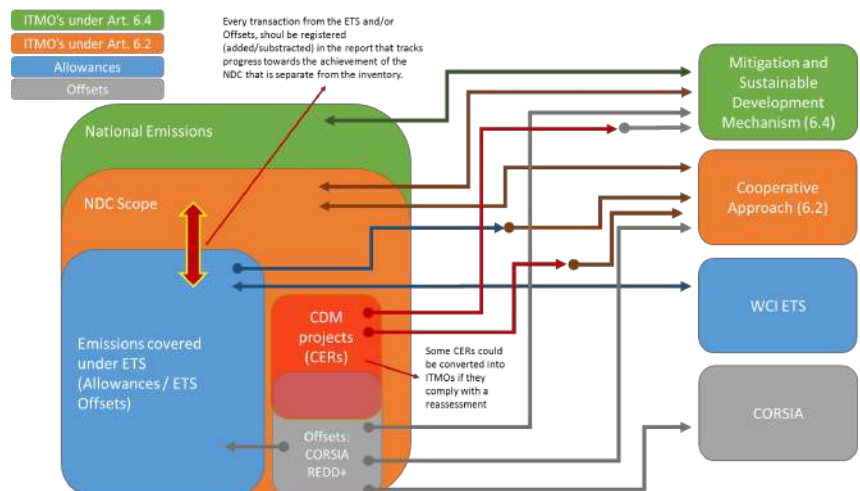 ITMO's under Art. 6.4
ITMO's under Art. 6.2
Allowances
Offsets
Every transaction from the ETS and/or
Offsets, shoul be registered
(added/substracted) in the report that tracks
progress towards the achievement of the
NDC that is separate from the inventory.
National Emissions
NDC Scope
Emissions covered
under ETS
(Allowances / ETS
Offsets)
CDM
projects
(CERs)
Some CERs could
be converted into
ITMOs if they
comply with a
reassessment
Offsets:
CORSIA
REDD+
Mitigation and
Sustainable
Development
Mechanism (6.4)
Cooperative
Approach (6.2)
WCI ETS
CORSIA